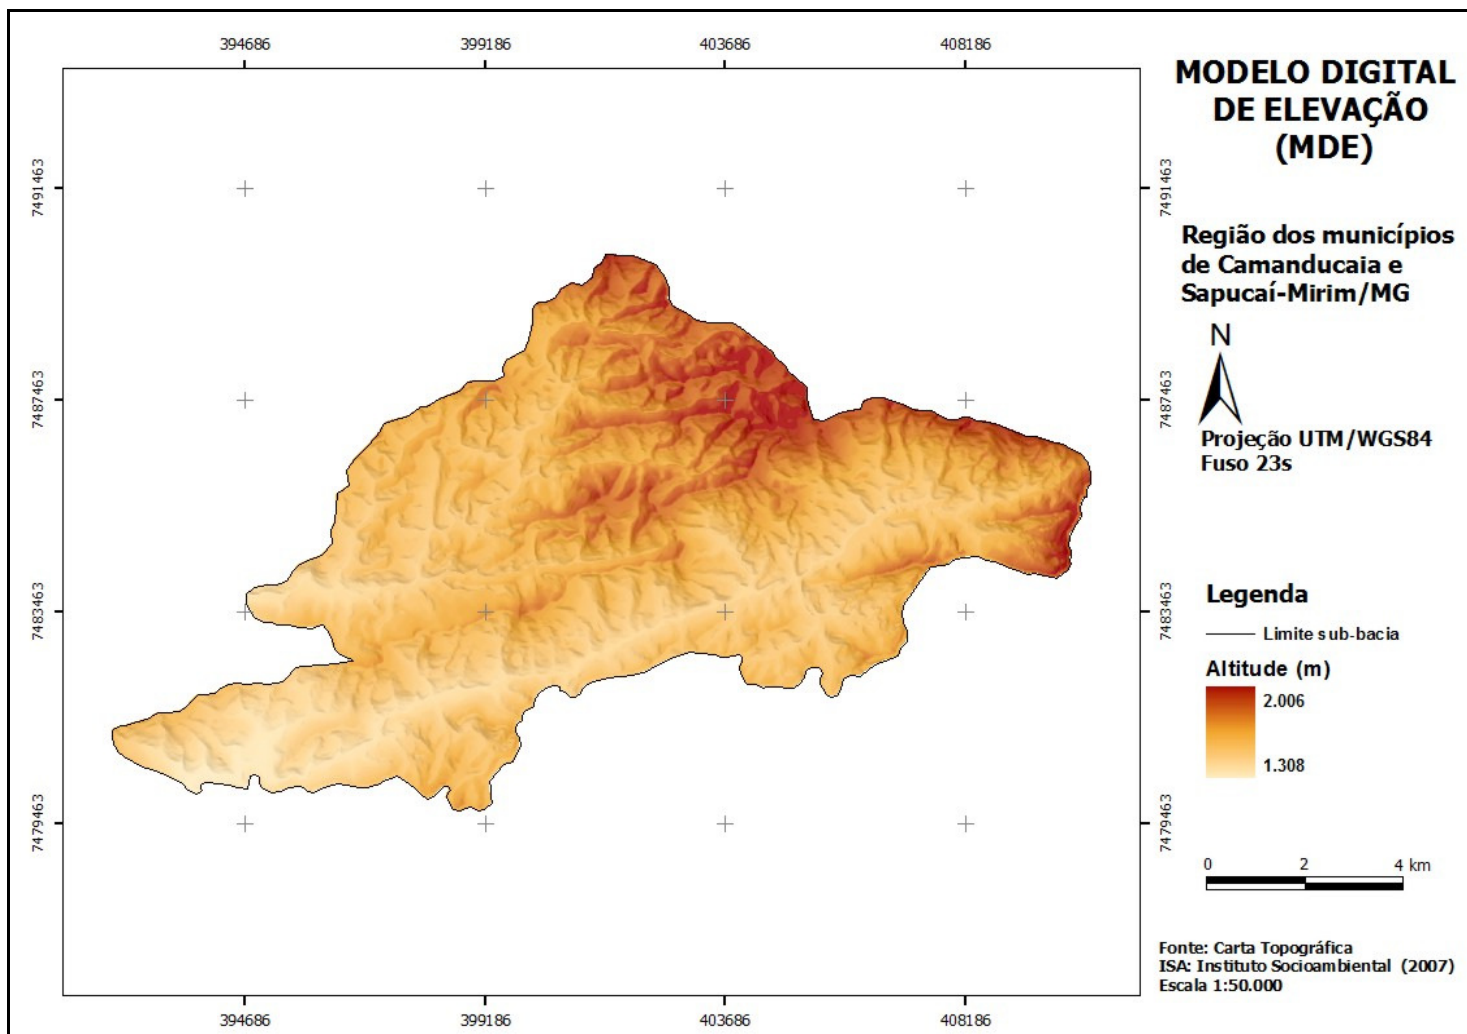 394686 399186 403686 408186
MODELO DIGITAL
DE ELEVAÇÃO
(MDE)
7491463
7491463
Região dos municípios
de Camanducaia e
Sapucaí-Mirim/MG
N
7487463
7487463
Projeção UTM/WGS84
Fuso 23s
7483463
7483463
Legenda
Limite sub-bacia
Altitude (m)
2.006
1.308
7479463
7479463
0 2 4 km
Fonte: Carta Topográfica
ISA: Instituto Socioambiental (2007)
Escala 1:50.000
394686 399186 403686 408186